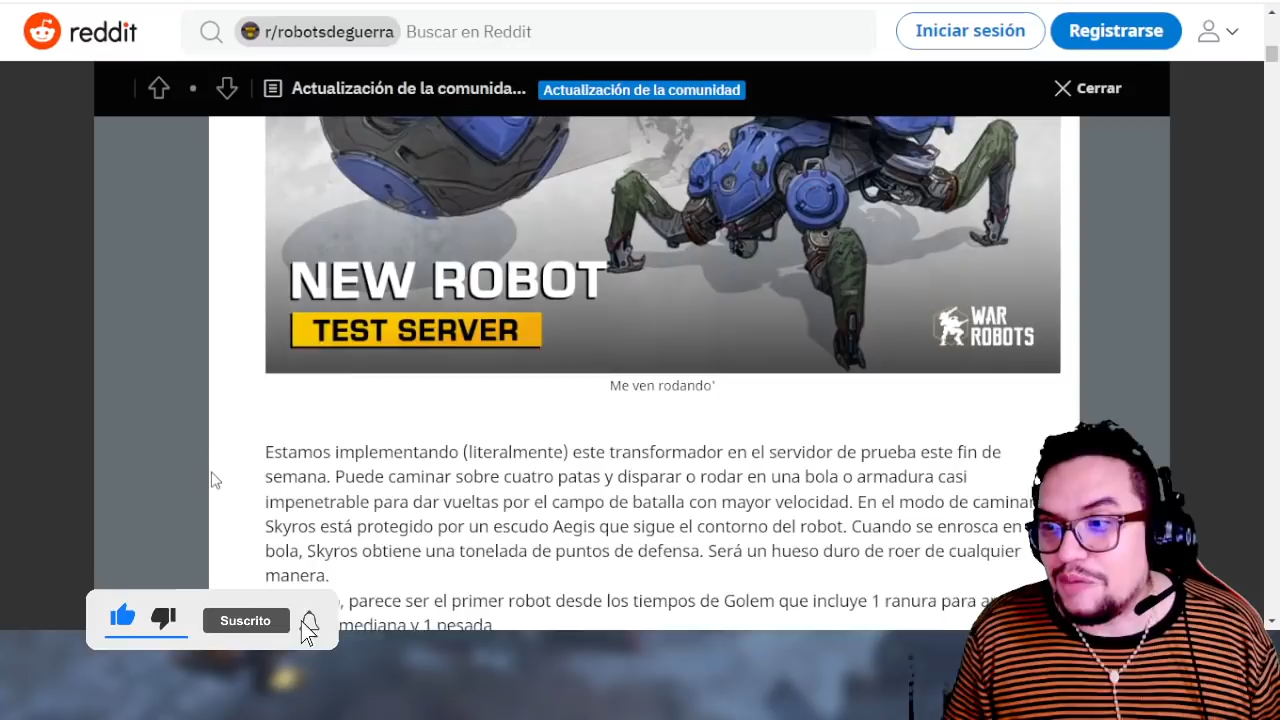 reddit
r/robotsdeguerra Buscar en Reddit
Iniciar sesión
Registrarse
Actualización de la comunida...
Actualización de la comunidad
Cerrar
NEW ROBOT
TEST SERVER
WAR
ROBOTS
Me ven rodando'
Estamos implementando (literalmente) este transformador en el servidor de prueba este fin de
semana. Puede caminar sobre cuatro patas y disparar o rodar en una bola o armadura casi
impenetrable para dar vueltas por el campo de batalla con mayor velocidad. En el modo de caminar
Skyros está protegido por un escudo Aegis que sigue el contorno del robot. Cuando se enrosca en
bola, Skyros obtiene una tonelada de puntos de defensa. Será un hueso duro de roer de cualquier
manera.
, parece ser el primer robot desde los tiempos de Golem que incluye 1 ranura para
mediana y 1 pesada
Suscrito